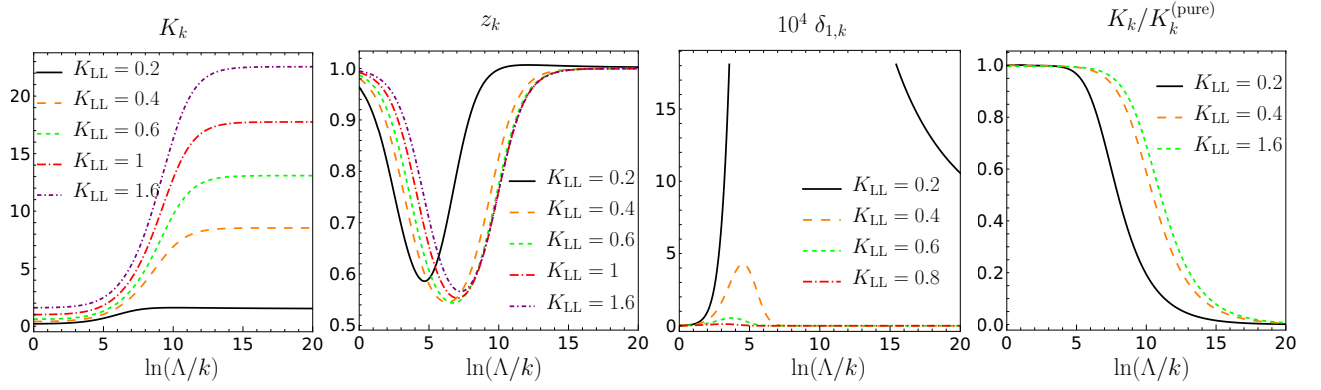 K_k
K_LL = 0.2
K_LL = 0.4
K_LL = 0.6
K_LL = 1
K_LL = 1.6
0
5
10
15
20
0
5
10
15
20
ln(Λ/k)
z_k
K_LL = 0.2
K_LL = 0.4
K_LL = 0.6
K_LL = 1
K_LL = 1.6
1.0
0.9
0.8
0.7
0.6
0.5
0
5
10
15
20
ln(Λ/k)
10^4 δ_{1,k}
K_LL = 0.2
K_LL = 0.4
K_LL = 0.6
K_LL = 0.8
15
10
5
0
0
5
10
15
20
ln(Λ/k)
K_k/K_k^(pure)
K_LL = 0.2
K_LL = 0.4
K_LL = 1.6
1.0
0.8
0.6
0.4
0.2
0.0
0
5
10
15
20
ln(Λ/k)